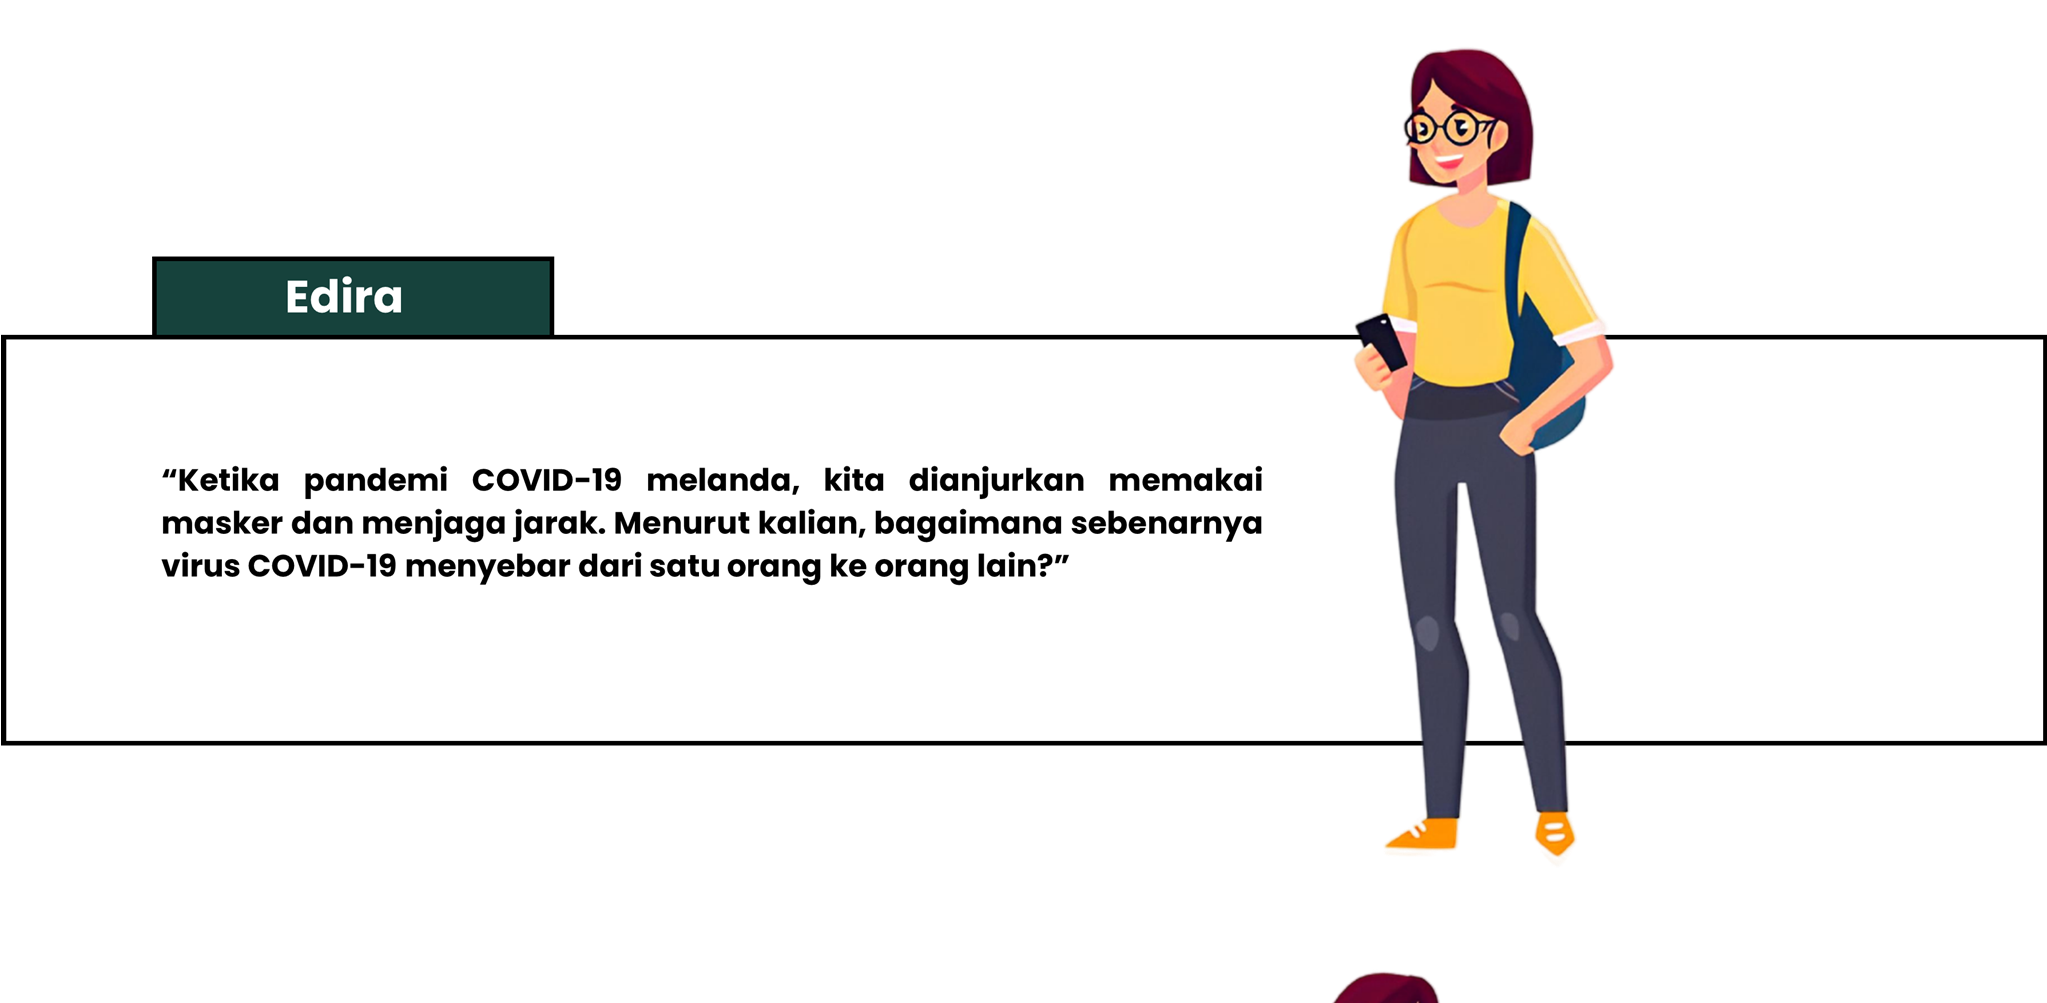 Edira
“Ketika pandemi COVID-19 melanda, kita dianjurkan memakai
masker dan menjaga jarak. Menurut kalian, bagaimana sebenarnya
virus COVID-19 menyebar dari satu orang ke orang lain?”